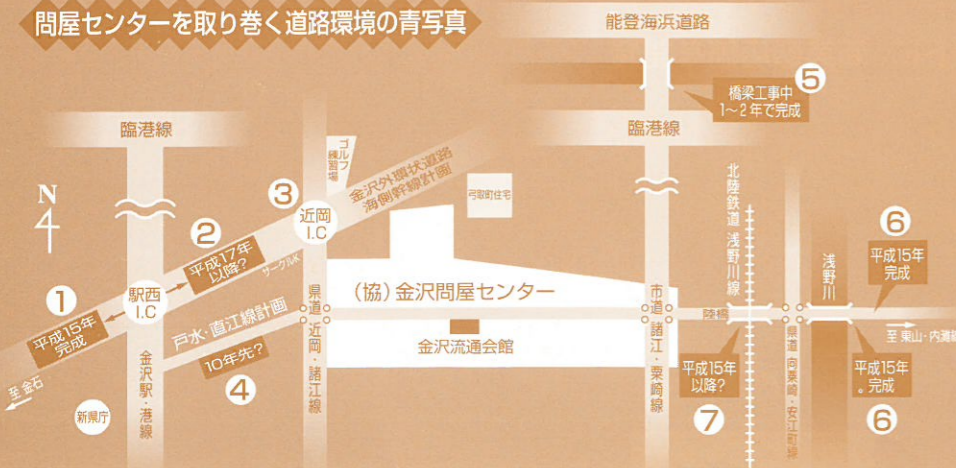 問屋センターを取り巻く道路環境の青写真
能登海浜道路
橋梁工事中
1〜2年で完成
⑤
臨港線
臨港線
N
ゴルフ
練習場
③
近岡
I.C
金沢外環状道路
海側幹線計画
弓取町住宅
北陸鉄道 浅野川線
②
平成17年
以降?
サークルK
①
平成15年
完成
駅西
I.C
至 金石
戸水・直江線計画
10年先?
④
新県庁
金沢駅・港線
県道 近岡・諸江線
(協)金沢問屋センター
金沢流通会館
市道 諸江・粟崎線
陸橋
平成15年
以降?
⑦
県道 向粟崎・安江町線
浅野川
⑥
平成15年
完成
至 東山・内灘線
平成15年
。完成
⑥